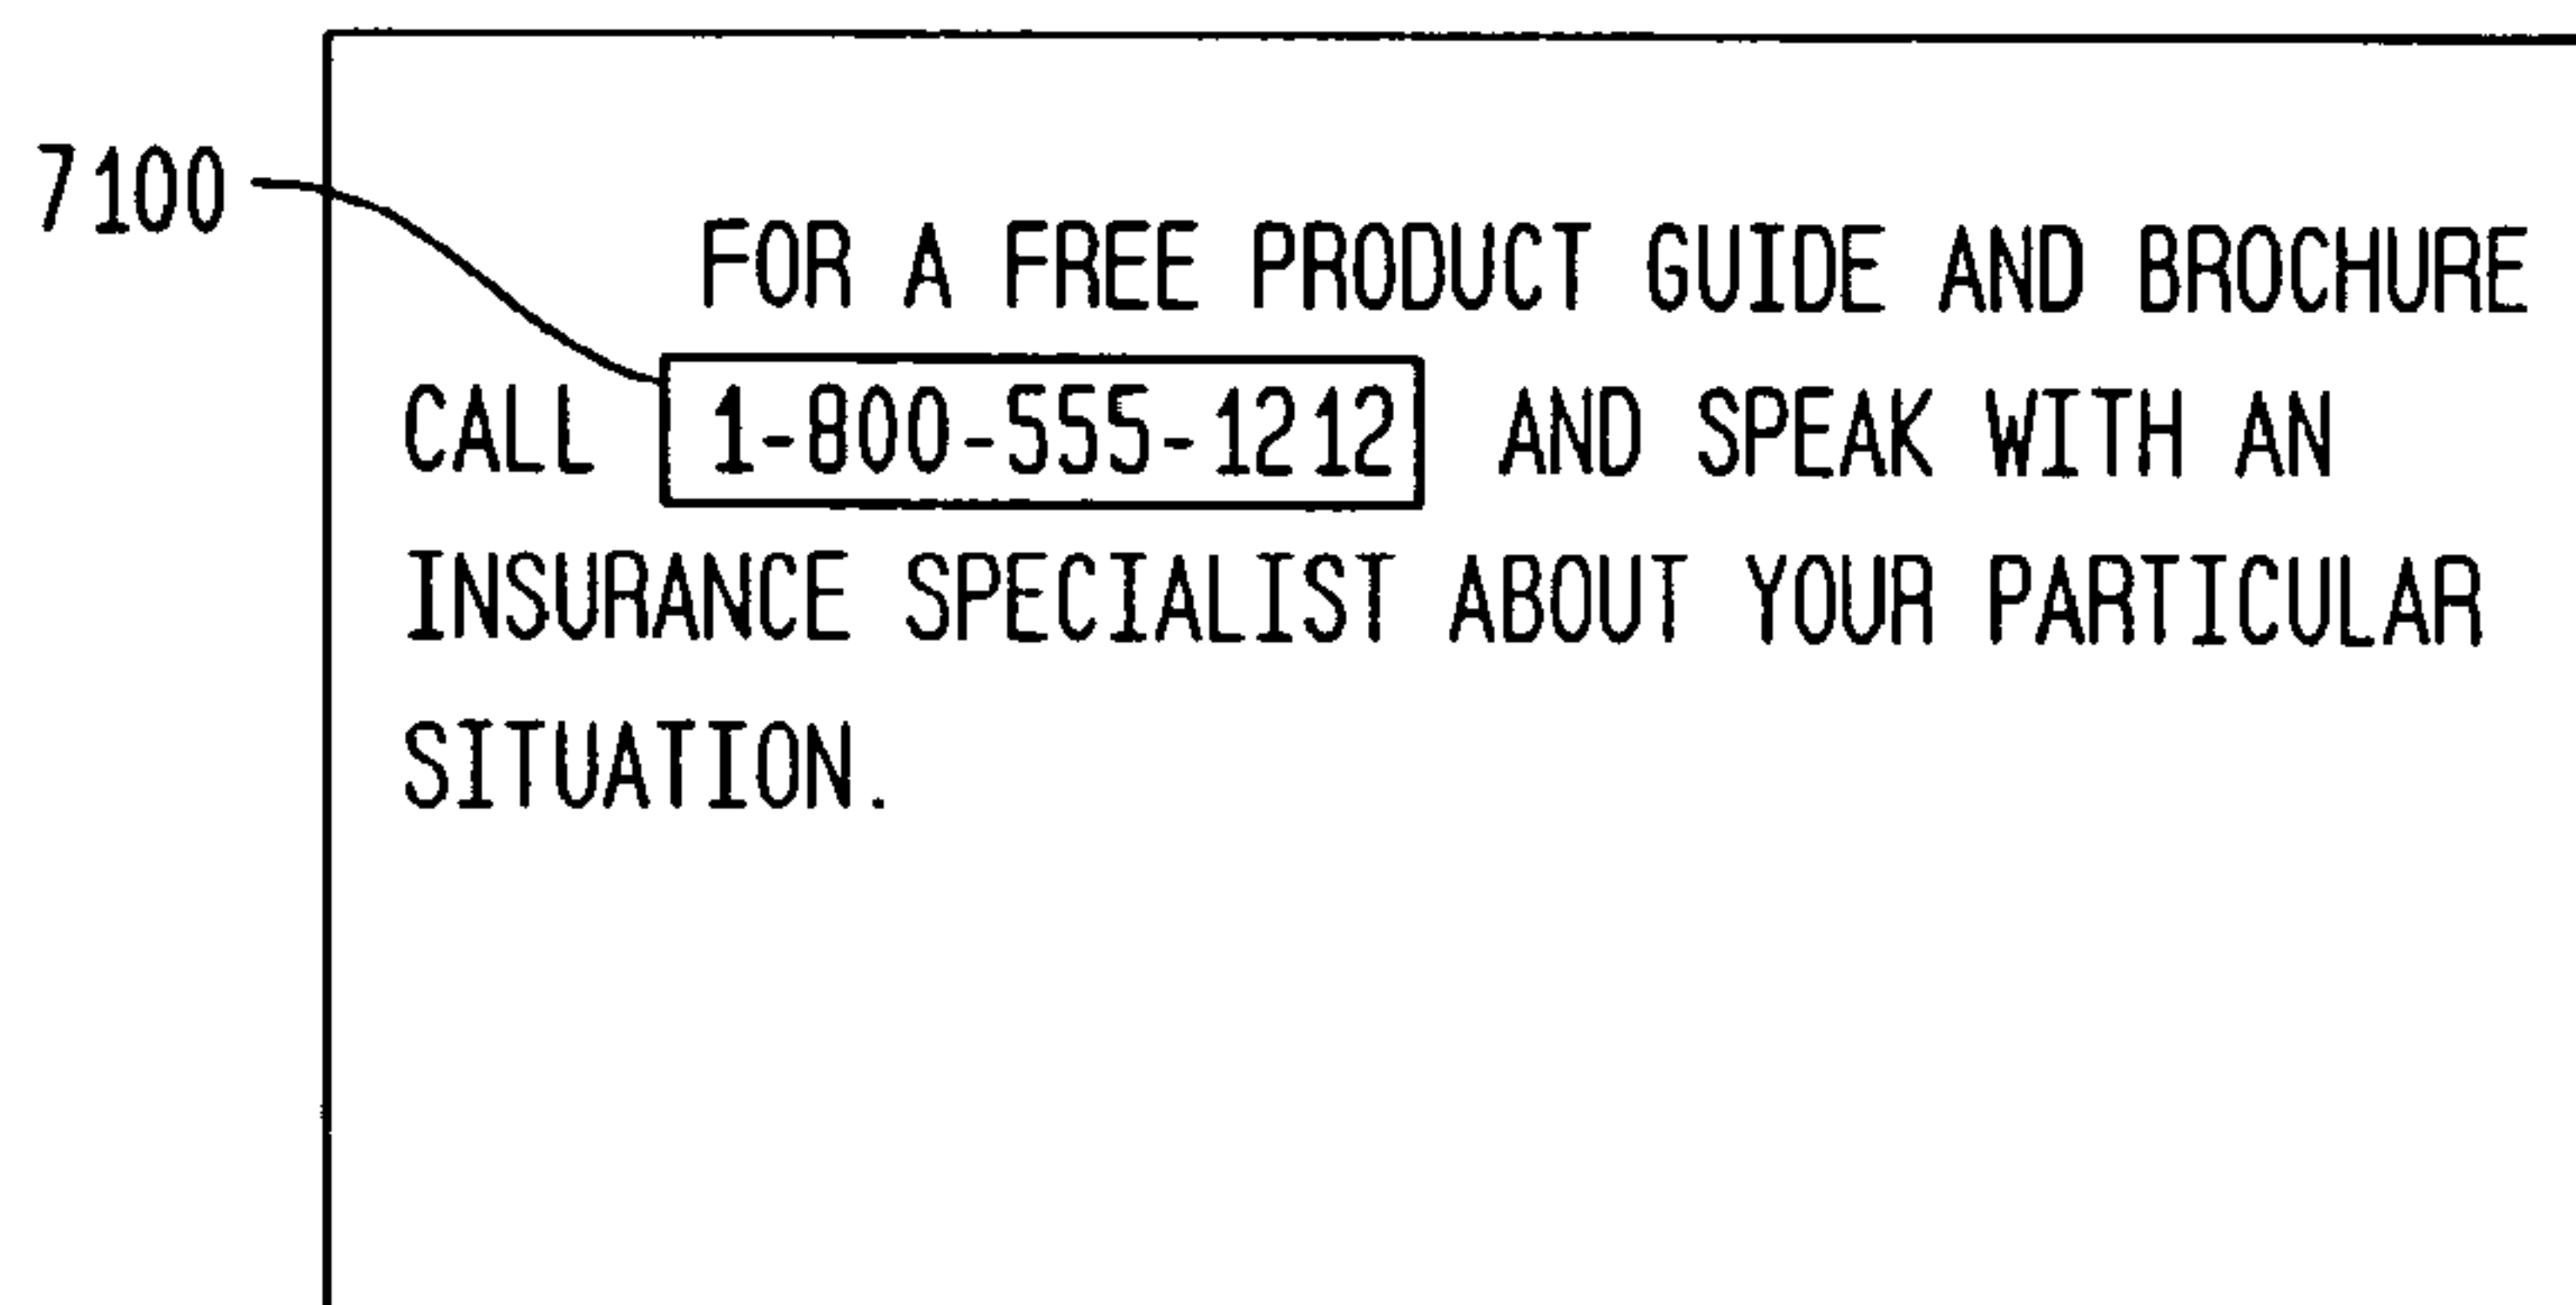 7100
FOR A FREE PRODUCT GUIDE AND BROCHURE
CALL 1-800-555-1212 AND SPEAK WITH AN
INSURANCE SPECIALIST ABOUT YOUR PARTICULAR
SITUATION.